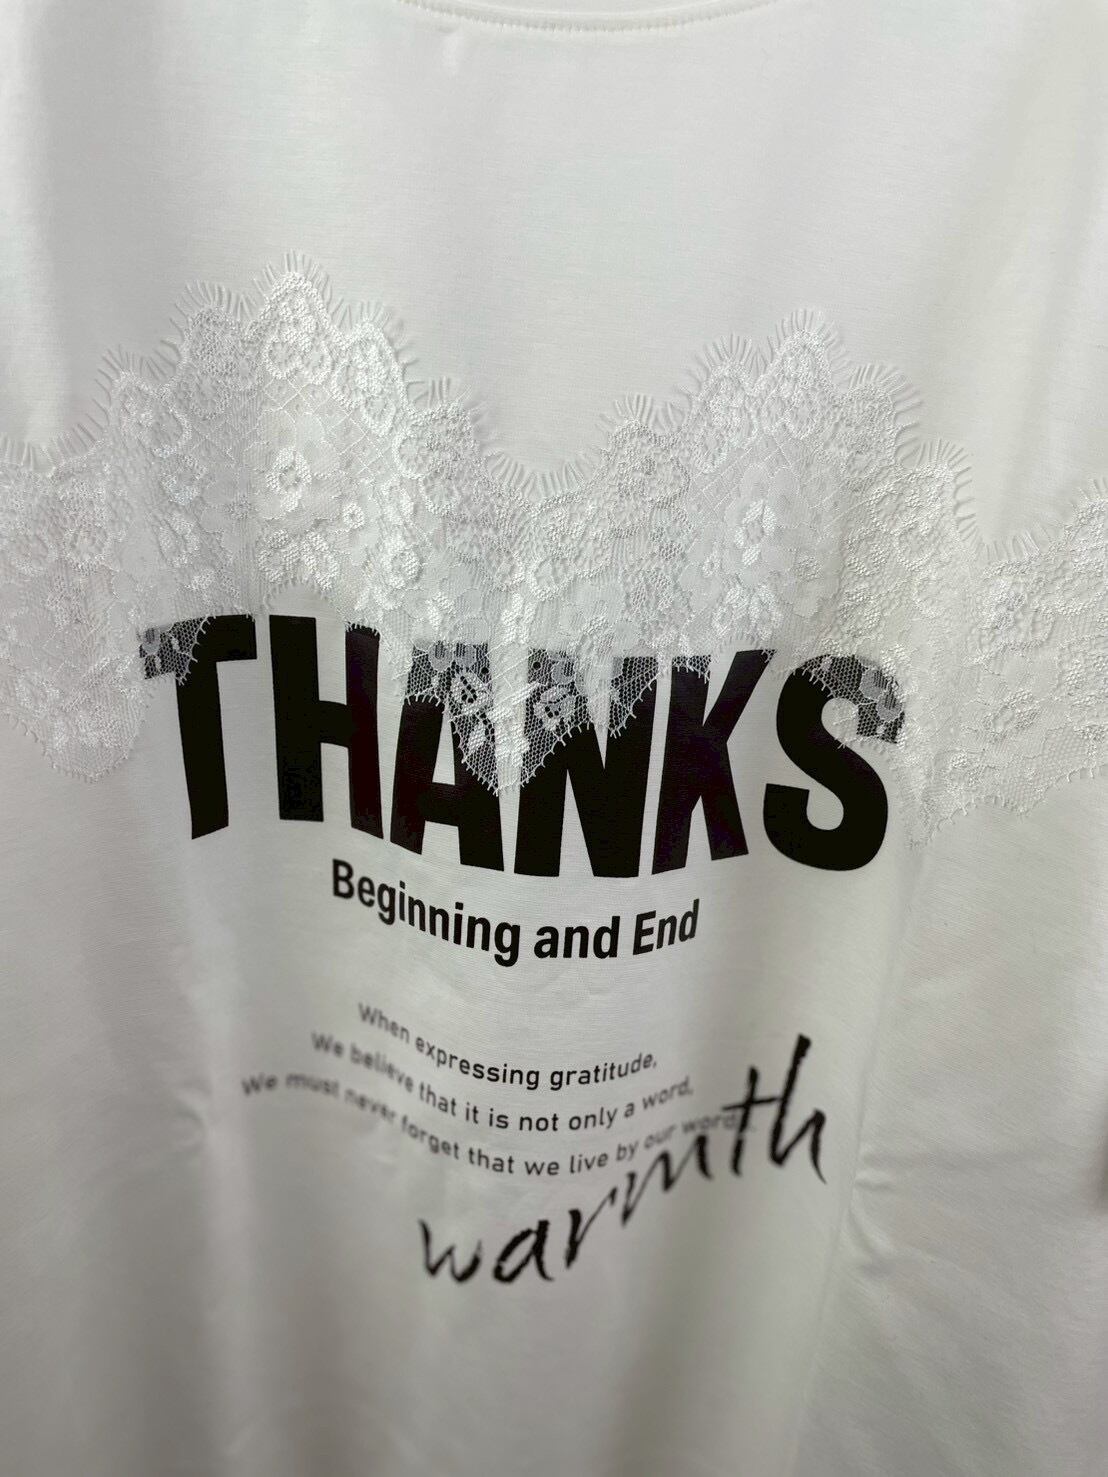 THANKS
Beginning and End
When expressing gratitude,
We believe that it is not only a word,
We must never forget that we live by our words.
warmth